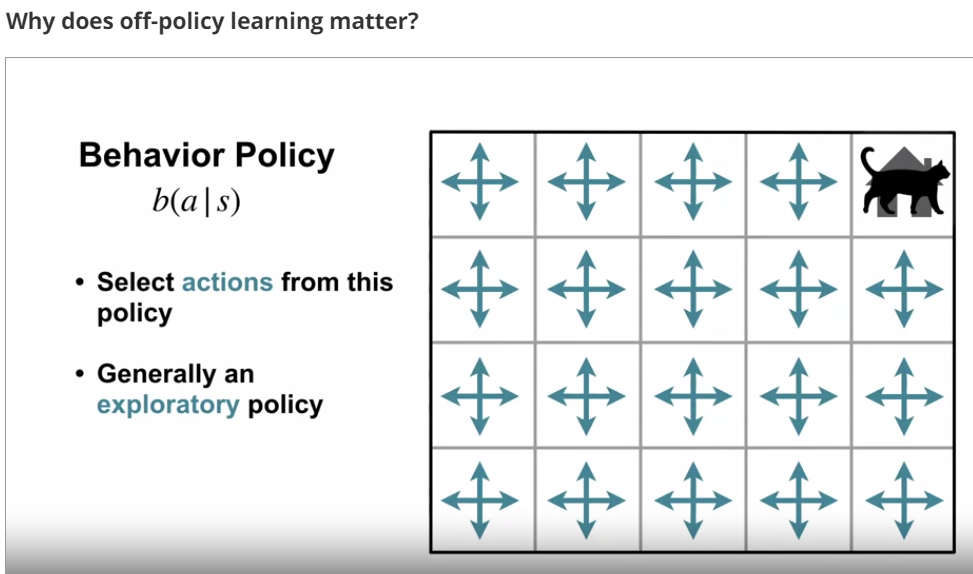 Why does off-policy learning matter?
Behavior Policy
b(a | s)
• Select actions from this
policy
• Generally an
exploratory policy